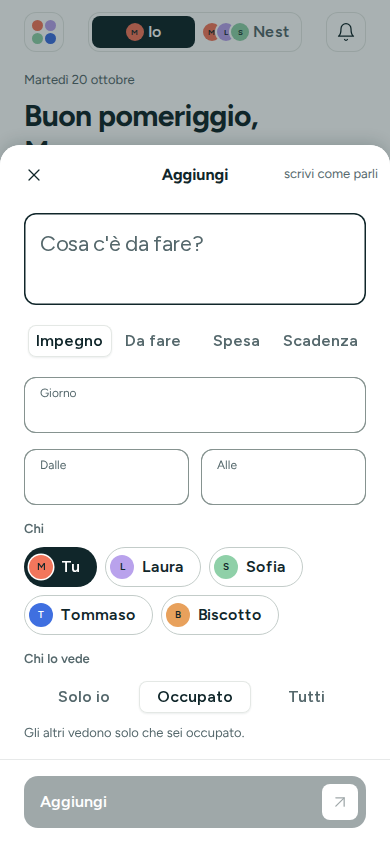 M Io
M L S Nest
Martedì 20 ottobre
Buon pomeriggio,
Aggiungi
scrivi come parli
Cosa c'è da fare?
Impegno Da fare Spesa Scadenza
Giorno
Dalle Alle
Chi
M Tu L Laura S Sofia
T Tommaso B Biscotto
Chi lo vede
Solo io Occupato Tutti
Gli altri vedono solo che sei occupato.
Aggiungi